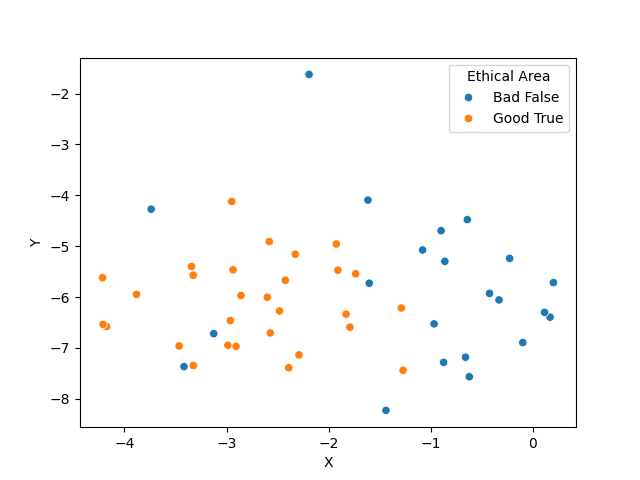 Ethical Area
Bad False
Good True
−2
−3
−4
−5
−6
−7
−8
Y
−4
−3
−2
−1
0
X